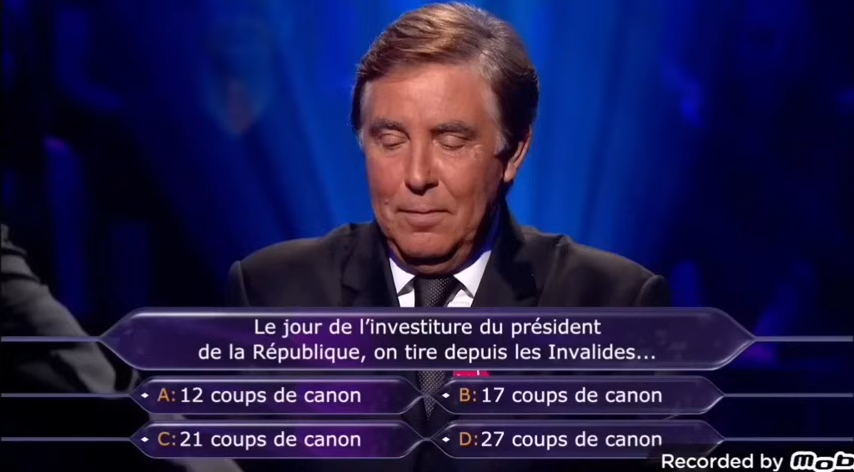 Le jour de l'investiture du président
de la République, on tire depuis les Invalides...
A: 12 coups de canon
B: 17 coups de canon
C: 21 coups de canon
D: 27 coups de canon
Recorded by mob